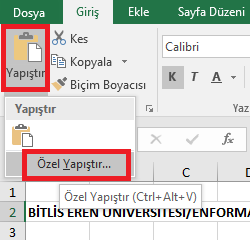 Dosya Giriş Ekle Sayfa Düzeni
Yapıştır
Kes
Kopyala
Biçim Boyacısı
Calibri
K T
Yapıştır
Özel Yapıştır...
Özel Yapıştır (Ctrl+Alt+V)
C D
1
2 BİTLİS EREN ÜNİVERSİTESİ/ENFORMA
3